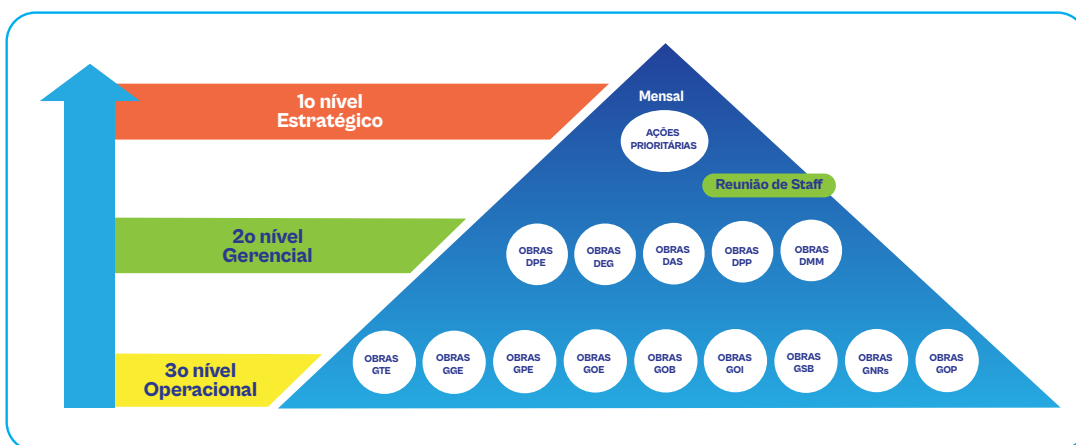 1o nível
Estratégico
Mensal
AÇÕES
PRIORITÁRIAS
Reunião de Staff
2o nível
Gerencial
OBRAS
DPE
OBRAS
DEG
OBRAS
DAS
OBRAS
DPP
OBRAS
DMM
3o nível
Operacional
OBRAS
GTE
OBRAS
GGE
OBRAS
GPE
OBRAS
GOE
OBRAS
GOB
OBRAS
GOI
OBRAS
GSB
OBRAS
GNRs
OBRAS
GOP